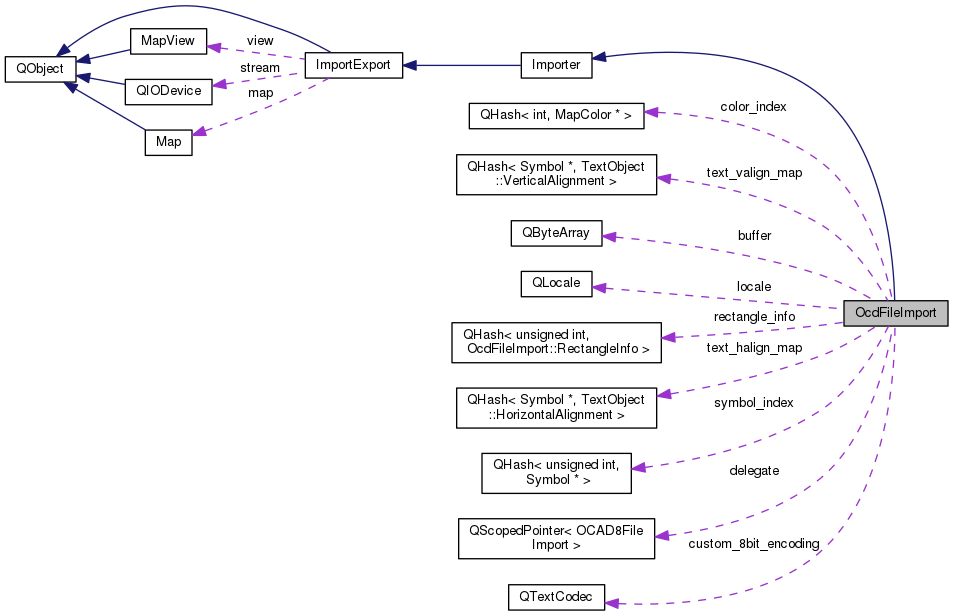 MapView
view
QObject
ImportExport
Importer
stream
QIODevice
map
Map
QHash< int, MapColor * >
color_index
QHash< Symbol *, TextObject
::VerticalAlignment >
text_valign_map
QByteArray
buffer
QLocale
locale
OcdFileImport
QHash< unsigned int,
OcdFileImport::RectangleInfo >
rectangle_info
QHash< Symbol *, TextObject
::HorizontalAlignment >
text_halign_map
QHash< unsigned int,
Symbol * >
symbol_index
QScopedPointer< OCAD8File
Import >
delegate
QTextCodec
custom_8bit_encoding